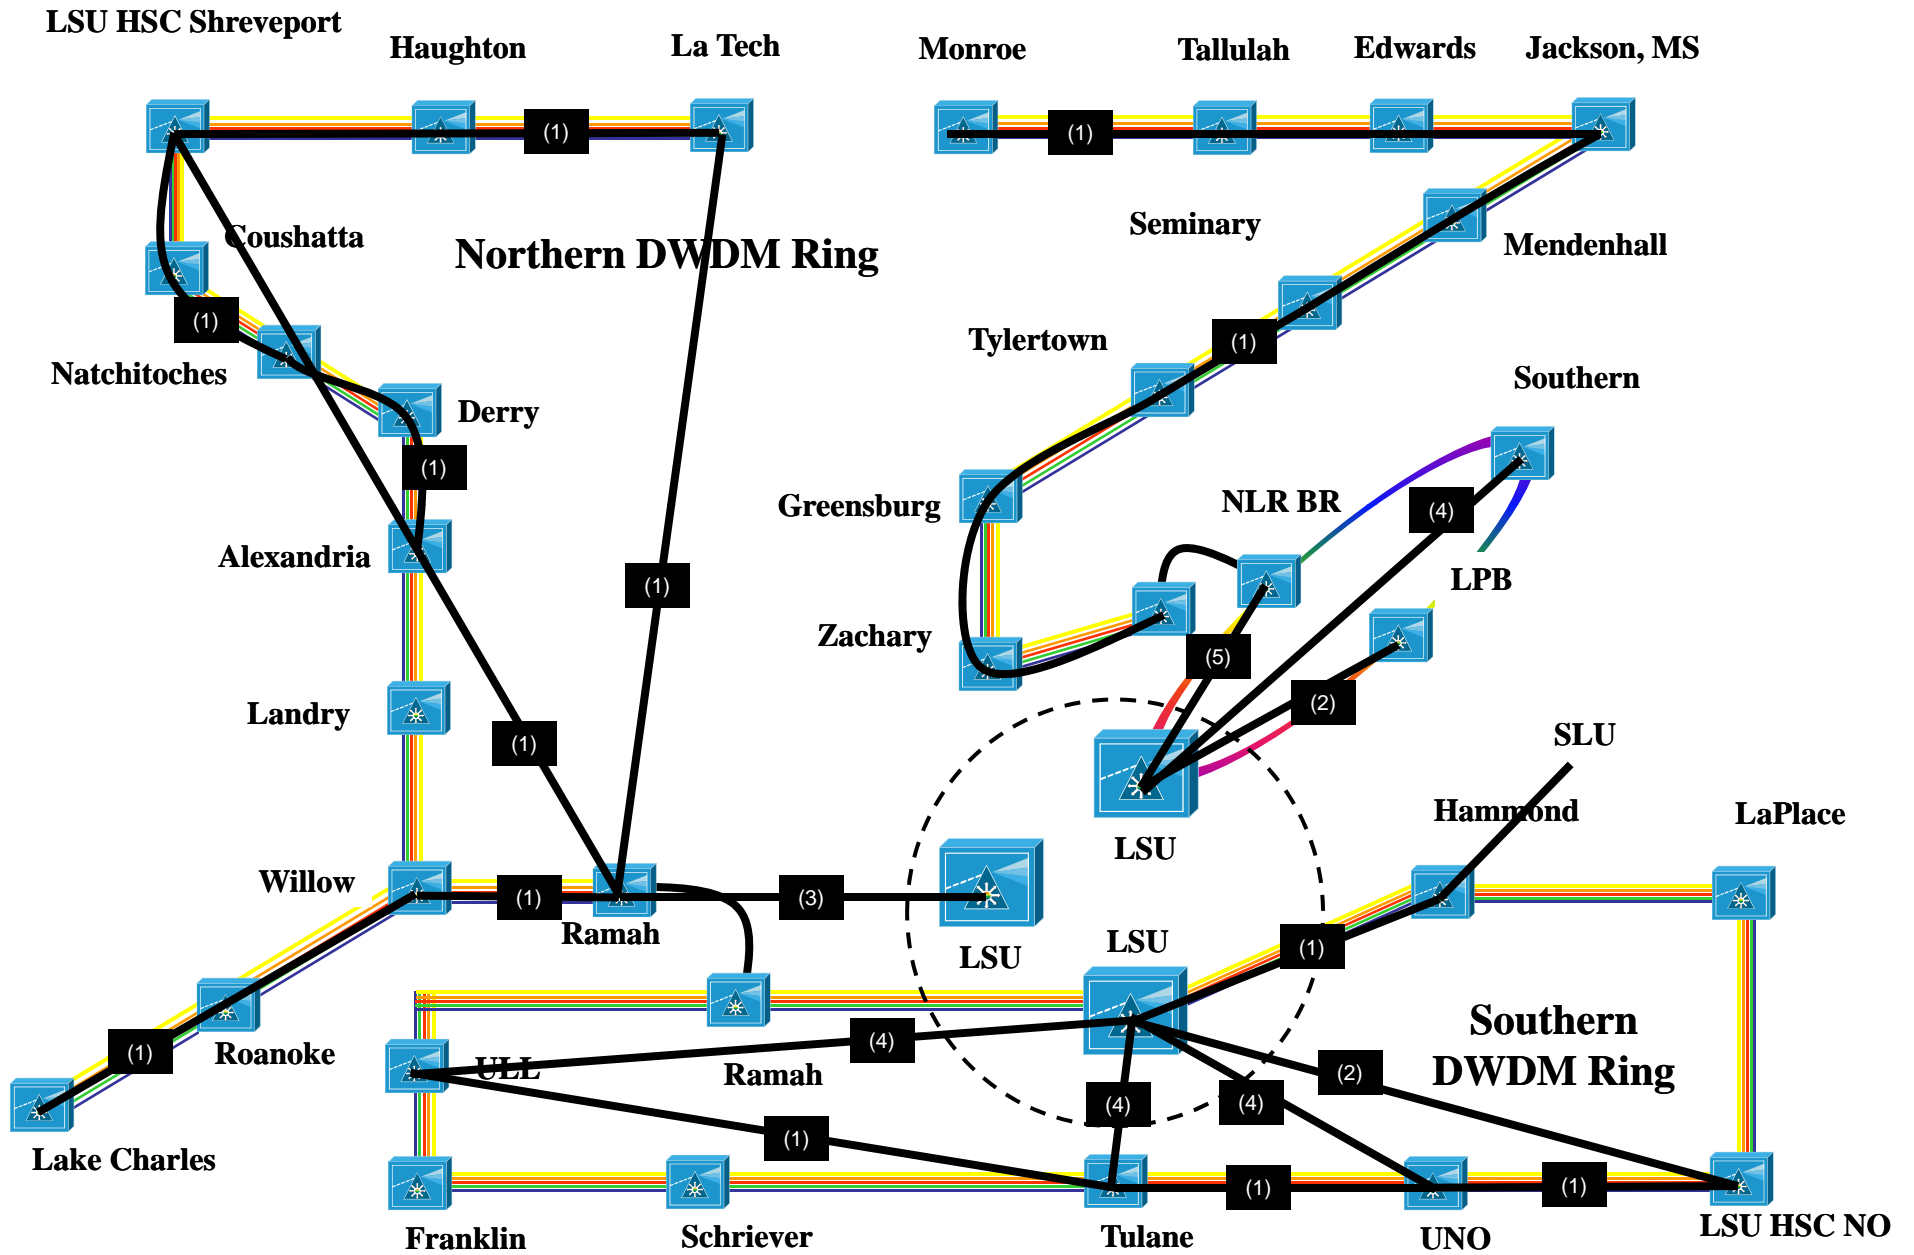 LSU HSC Shreveport
Haughton
La Tech
Monroe
Tallulah
Edwards
Jackson, MS
(1)
(1)
Coushatta
Northern DWDM Ring
Seminary
Mendenhall
(1)
Natchitoches
Derry
(1)
Tylertown
(1)
Southern
Greensburg
NLR BR
(4)
Alexandria
(1)
LPB
Zachary
(5)
(2)
Landry
(1)
SLU
Hammond
LaPlace
LSU
Willow
(1)
Ramah
(3)
LSU
LSU
(1)
Southern
DWDM Ring
(1)
Roanoke
ULL
(4)
Ramah
(4)
(4)
(2)
(1)
Lake Charles
(1)
(1)
Franklin
Schriever
Tulane
UNO
LSU HSC NO